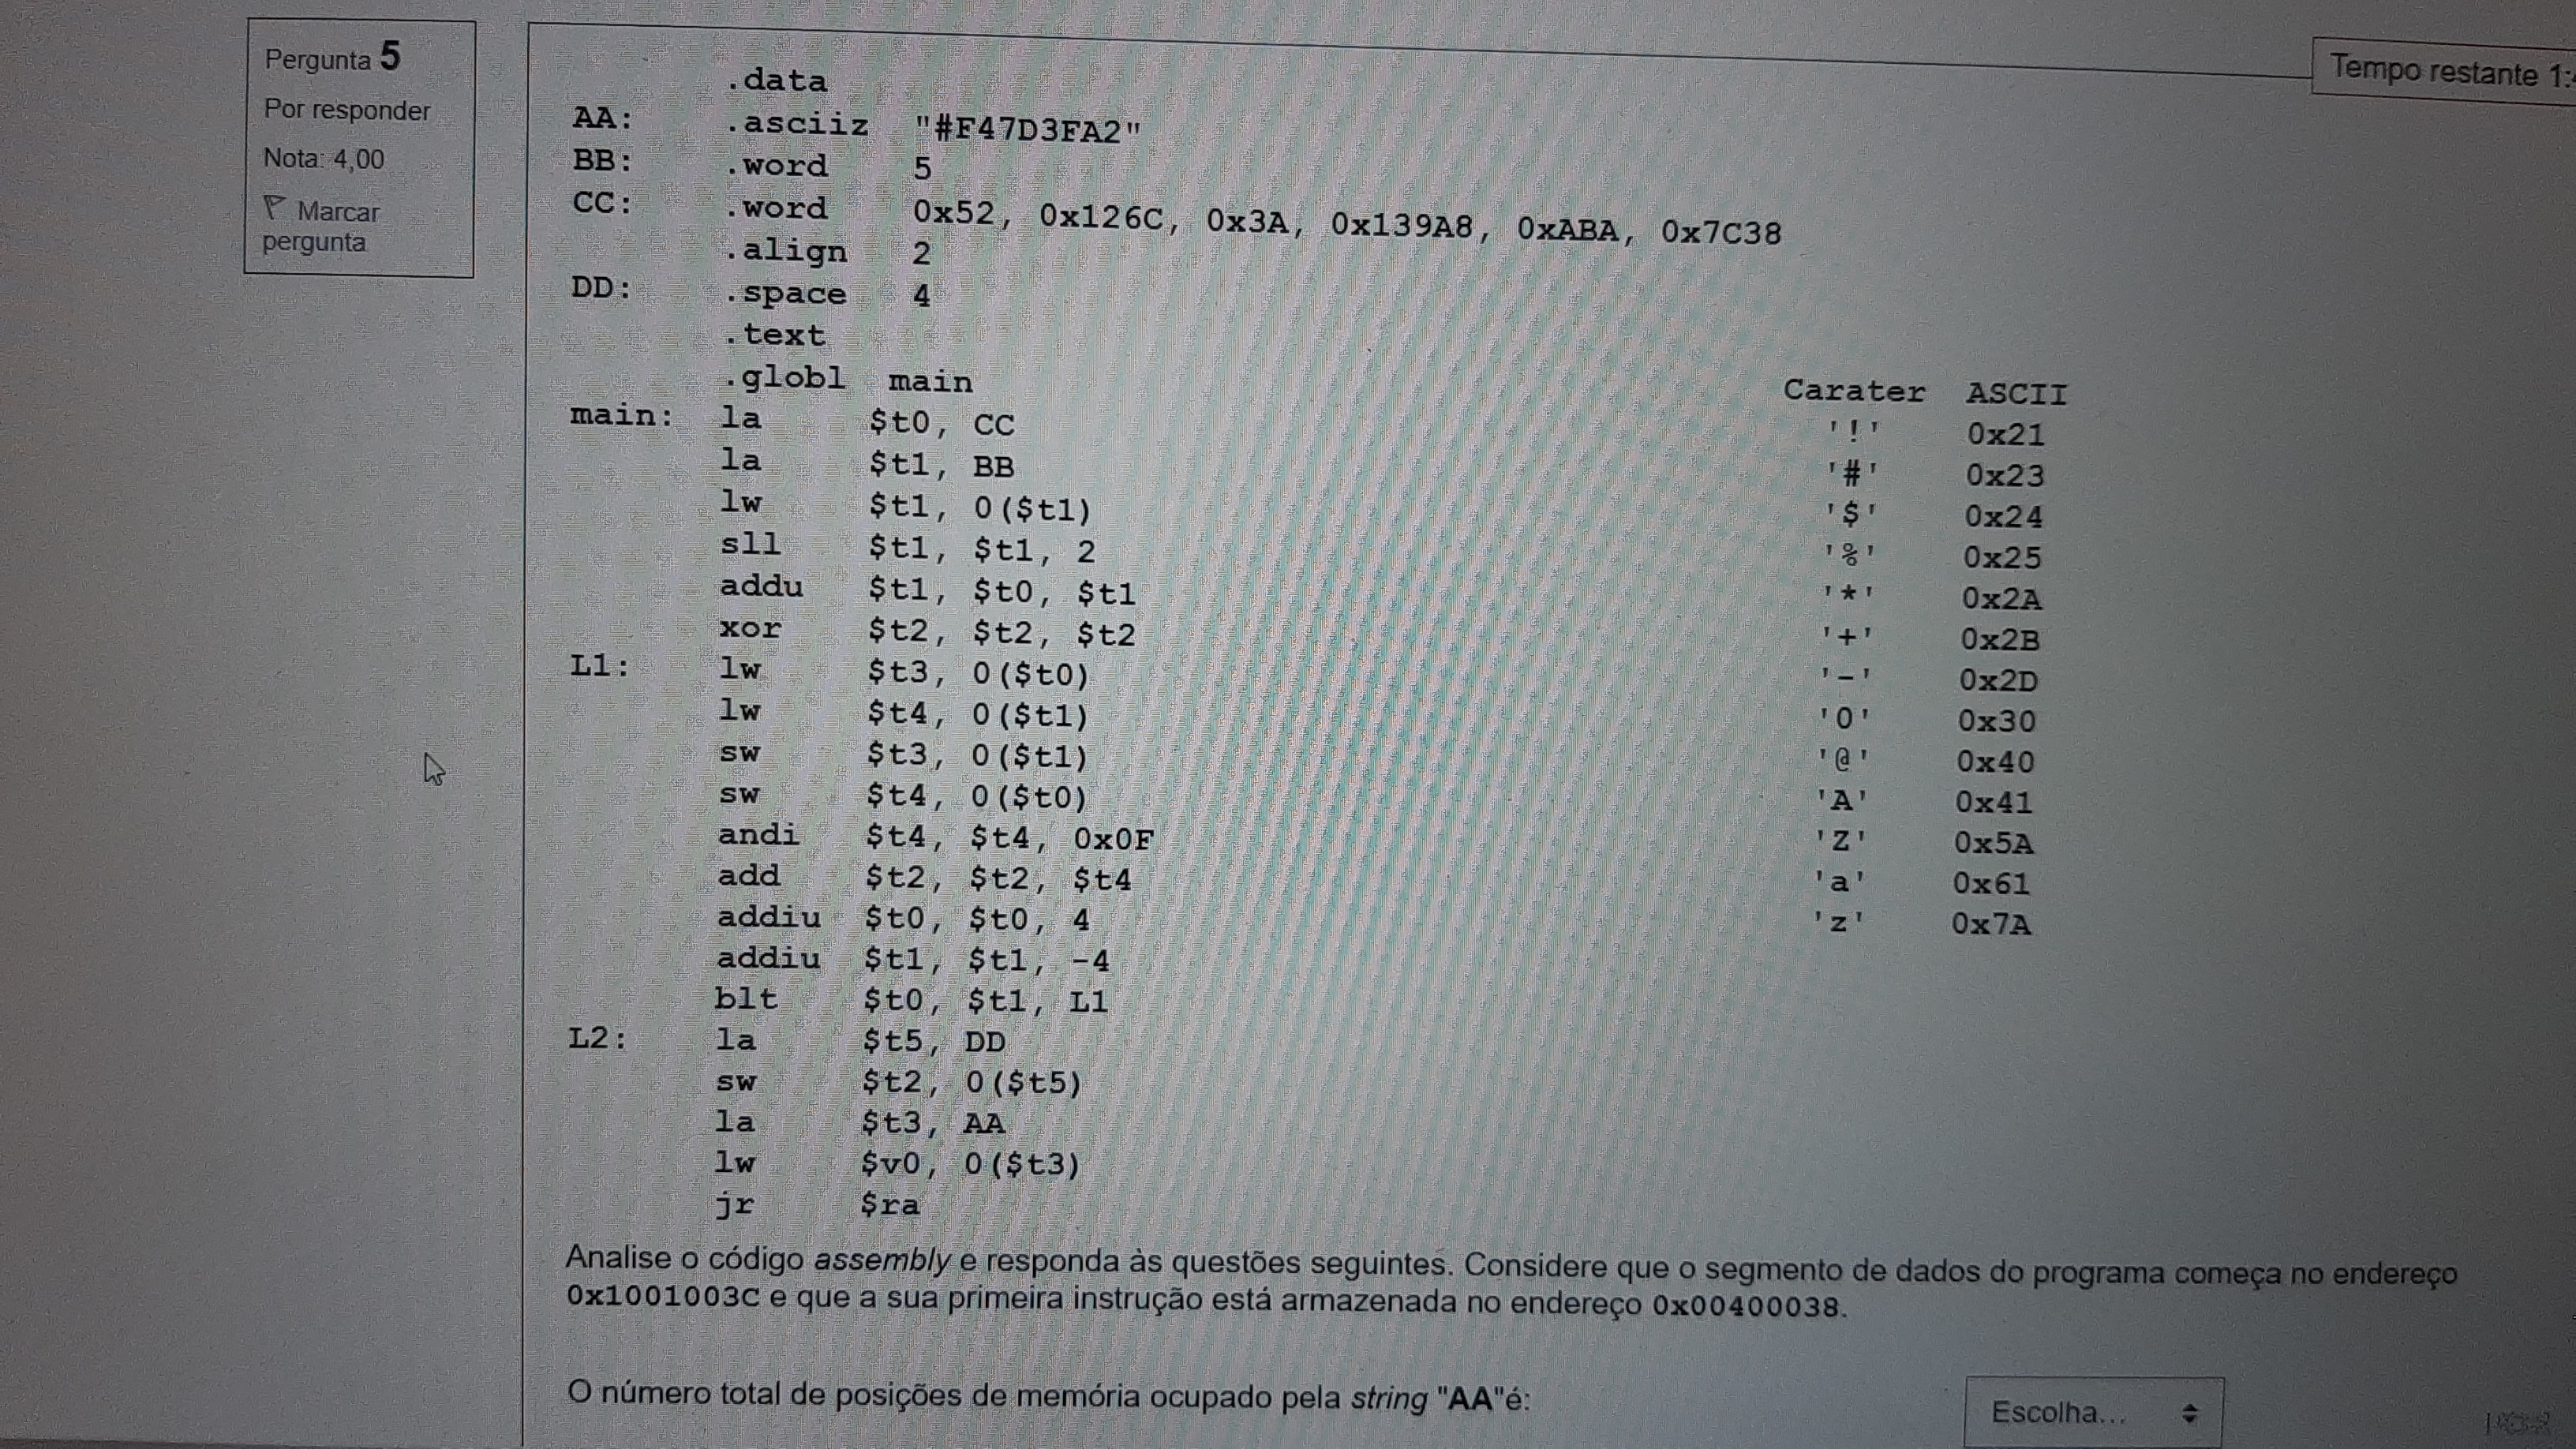 Pergunta 5
Por responder
Nota: 4,00
Marcar
pergunta
Tempo restante 1:
.data
AA: .asciiz "#F47D3FA2"
BB: .word 5
CC: .word 0x52, 0x126C, 0x3A, 0x139A8, 0xABA, 0x7C38
.align 2
DD: .space 4
.text
.globl main
main: la $t0, CC
la $t1, BB
lw $t1, 0($t1)
sll $t1, $t1, 2
addu $t1, $t0, $t1
xor $t2, $t2, $t2
L1: lw $t3, 0($t0)
lw $t4, 0($t1)
sw $t3, 0($t1)
sw $t4, 0($t0)
andi $t4, $t4, 0x0F
add $t2, $t2, $t4
addiu $t0, $t0, 4
addiu $t1, $t1, -4
blt $t0, $t1, L1
L2: la $t5, DD
sw $t2, 0($t5)
la $t3, AA
lw $v0, 0($t3)
jr $ra
Carater ASCII
'!' 0x21
'#' 0x23
'$' 0x24
'%' 0x25
'*' 0x2A
'+' 0x2B
'-' 0x2D
'0' 0x30
'@' 0x40
'A' 0x41
'Z' 0x5A
'a' 0x61
'z' 0x7A
Analise o código assembly e responda às questões seguintes. Considere que o segmento de dados do programa começa no endereço
0x1001003C e que a sua primeira instrução está armazenada no endereço 0x00400038.
O número total de posições de memória ocupado pela string "AA"é:
Escolha...